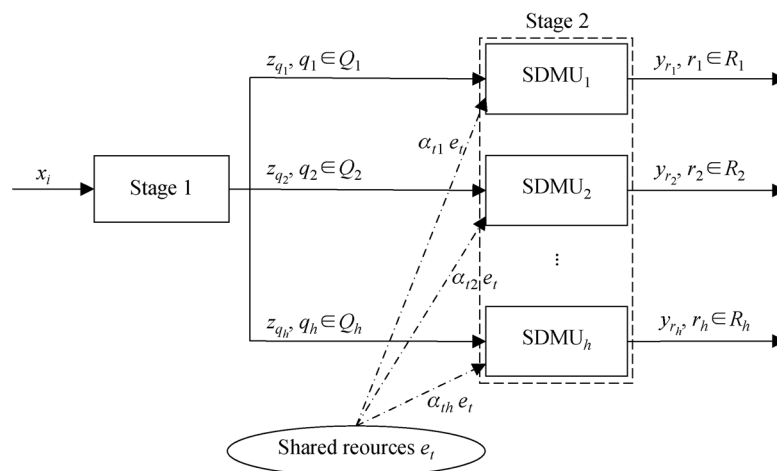 Stage 2
z_{q_1}, q_1 ∈ Q_1
SDMU_1
y_{r_1}, r_1 ∈ R_1
α_{t1} e_t
x_i
Stage 1
z_{q_2}, q_2 ∈ Q_2
SDMU_2
y_{r_2}, r_2 ∈ R_2
⋮
α_{t2} e_t
z_{q_h}, q_h ∈ Q_h
SDMU_h
y_{r_h}, r_h ∈ R_h
α_{th} e_t
Shared reources e_t